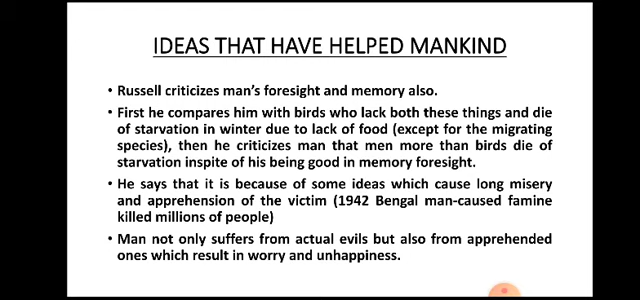 IDEAS THAT HAVE HELPED MANKIND
• Russell criticizes man's foresight and memory also.
• First he compares him with birds who lack both these things and die
of starvation in winter due to lack of food (except for the migrating
species), then he criticizes man that men more than birds die of
starvation inspite of his being good in memory foresight.
• He says that it is because of some ideas which cause long misery
and apprehension of the victim (1942 Bengal man-caused famine
killed millions of people)
• Man not only suffers from actual evils but also from apprehended
ones which result in worry and unhappiness.